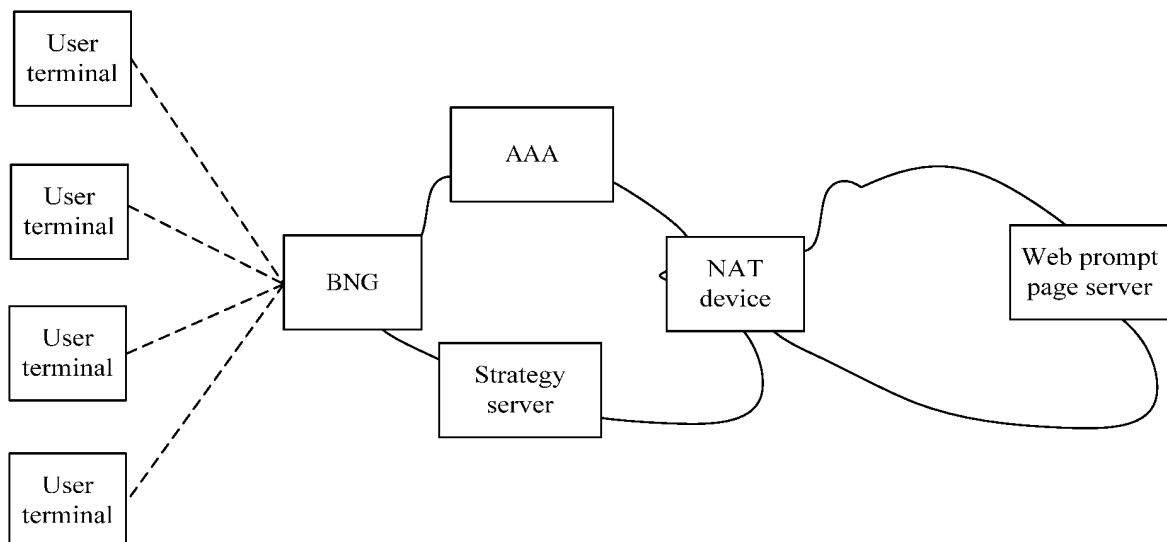 User
terminal
User
terminal
User
terminal
User
terminal
BNG
AAA
Strategy
server
NAT
device
Web prompt
page server